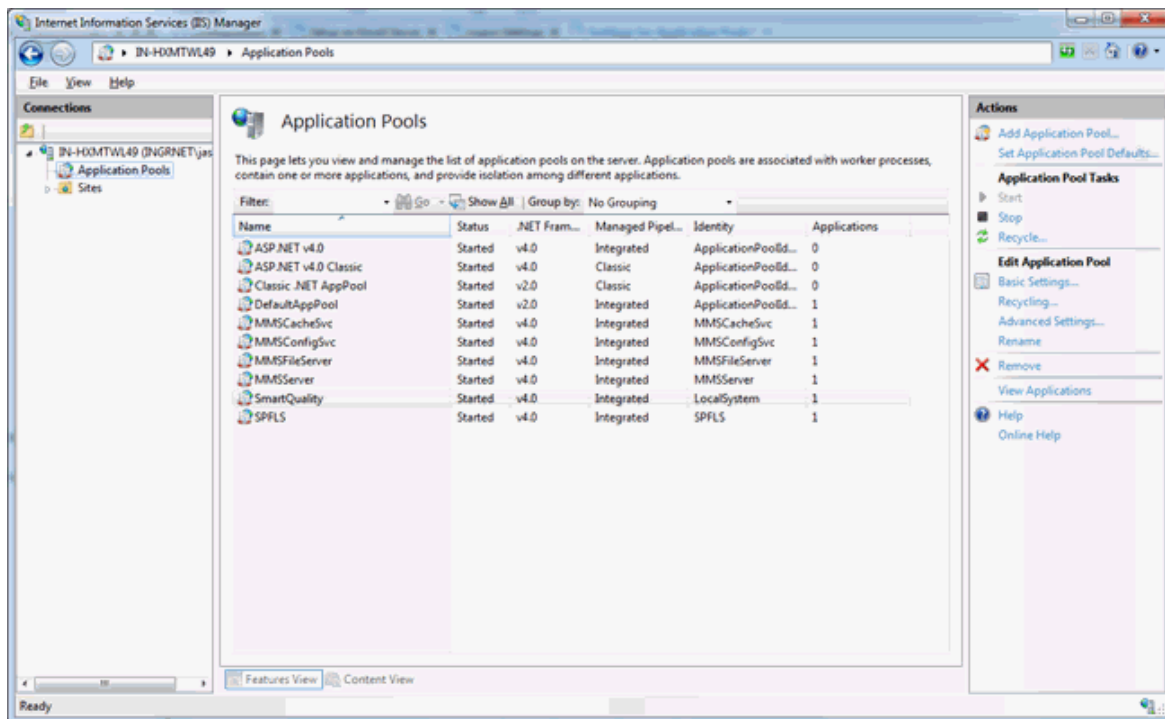 Internet Information Services (IIS) Manager
IN-HXMTWL49 Application Pools
File View Help
Connections
IN-HXMTWL49 (INGRNET\jas
Application Pools
Sites
Application Pools
This page lets you view and manage the list of application pools on the server. Application pools are associated with worker processes,
contain one or more applications, and provide isolation among different applications.
Filter: Go Show All Group by: No Grouping
Name Status .NET Fram... Managed Pipel... Identity Applications
ASP.NET v4.0 Started v4.0 Integrated ApplicationPoolId... 0
ASP.NET v4.0 Classic Started v4.0 Classic ApplicationPoolId... 0
Classic .NET AppPool Started v2.0 Classic ApplicationPoolId... 0
DefaultAppPool Started v2.0 Integrated ApplicationPoolId... 1
MMSCacheSvc Started v4.0 Integrated MMSCacheSvc 1
MMSConfigSvc Started v4.0 Integrated MMSConfigSvc 1
MMSFileServer Started v4.0 Integrated MMSFileServer 1
MMSServer Started v4.0 Integrated MMSServer 1
SmartQuality Started v4.0 Integrated LocalSystem 1
SPFLS Started v4.0 Integrated SPFLS 1
Features View Content View
Actions
Add Application Pool...
Set Application Pool Defaults...
Application Pool Tasks
Start
Stop
Recycle...
Edit Application Pool
Basic Settings...
Recycling...
Advanced Settings...
Rename
Remove
View Applications
Help
Online Help
Ready